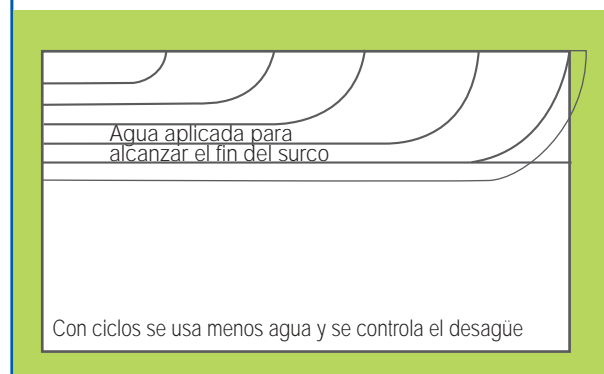 Agua aplicada para
alcanzar el fin del surco
Con ciclos se usa menos agua y se controla el desagüe